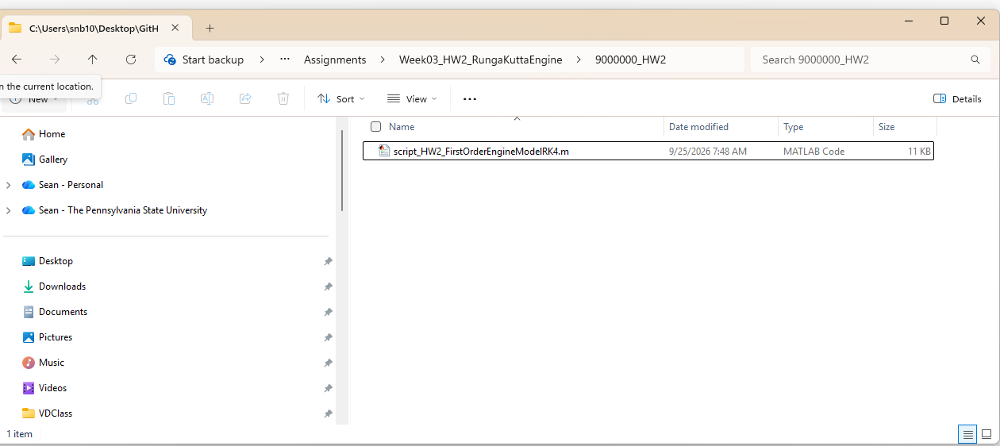 C:\Users\snb10\Desktop\GitH
Start backup > ... Assignments > Week03_HW2_RungaKuttaEngine > 9000000_HW2
Search 9000000_HW2
n the current location.
New
Sort
View
Details
Home
Gallery
Sean - Personal
Sean - The Pennsylvania State University
Desktop
Downloads
Documents
Pictures
Music
Videos
VDClass
Name Date modified Type Size
script_HW2_FirstOrderEngineModelRK4.m 9/25/2026 7:48 AM MATLAB Code 11 KB
1 item